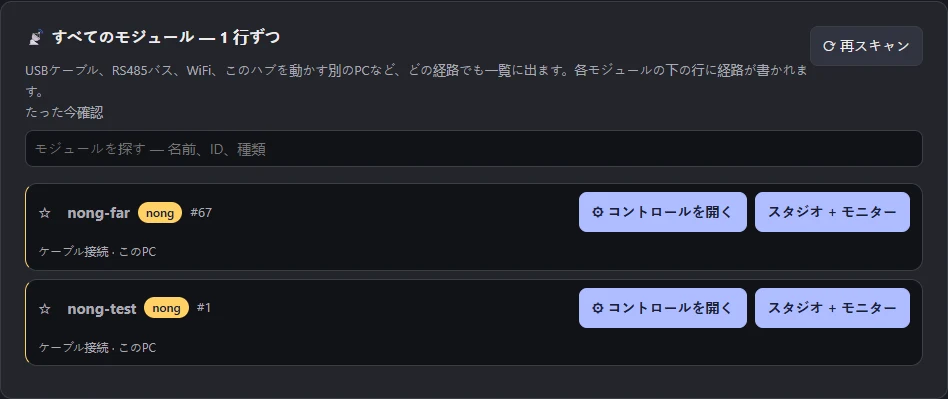 すべてのモジュール — 1 行ずつ
再スキャン
USBケーブル、RS485バス、WiFi、このハブを動かす別のPCなど、どの経路でも一覧に出ます。各モジュールの下の行に経路が書かれま
す。
たった今確認
モジュールを探す — 名前、ID、種類
☆ nong-far nong #67 コントロールを開く スタジオ + モニター
ケーブル接続 · このPC
☆ nong-test nong #1 コントロールを開く スタジオ + モニター
ケーブル接続 · このPC